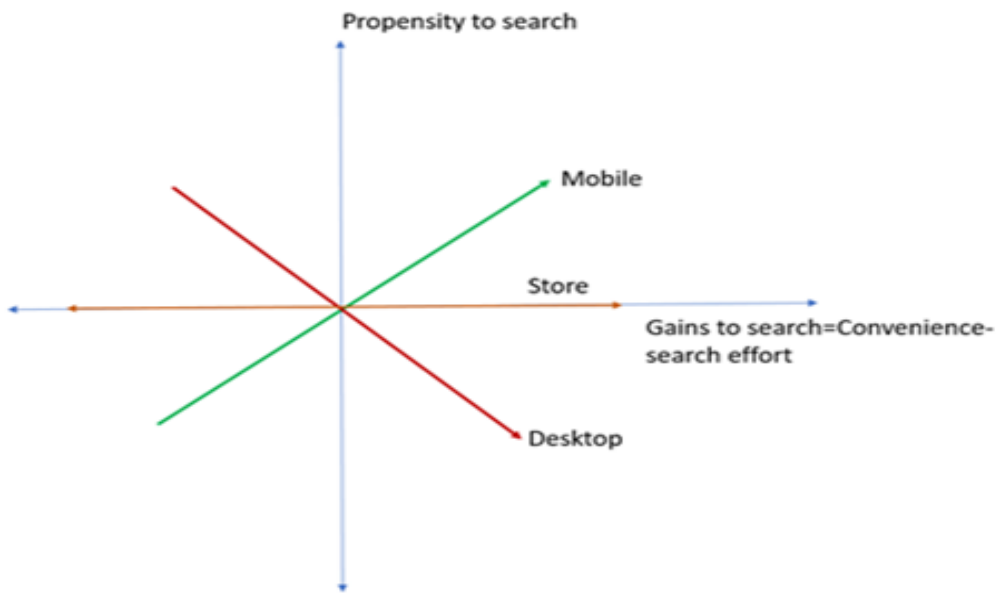 Propensity to search
Mobile
Store
Gains to search=Convenience-
search effort
Desktop